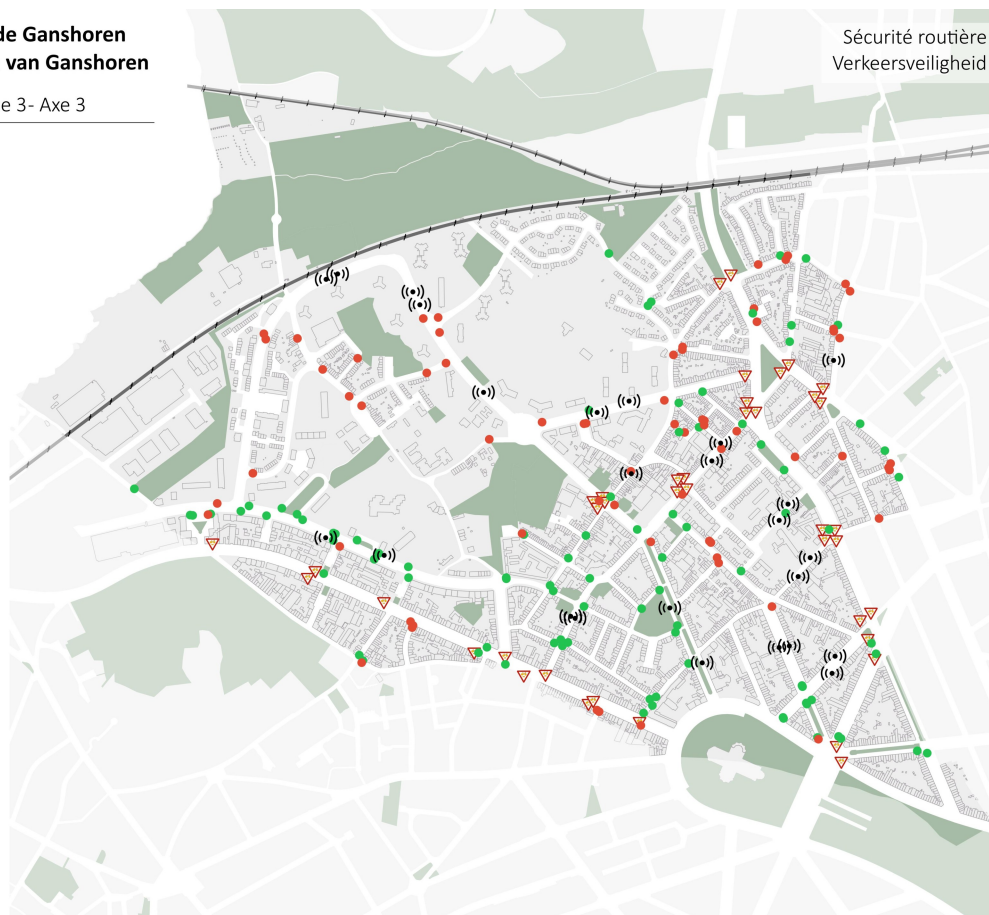 de Ganshoren
van Ganshoren
e 3- Axe 3
Sécurité routière
Verkeersveiligheid